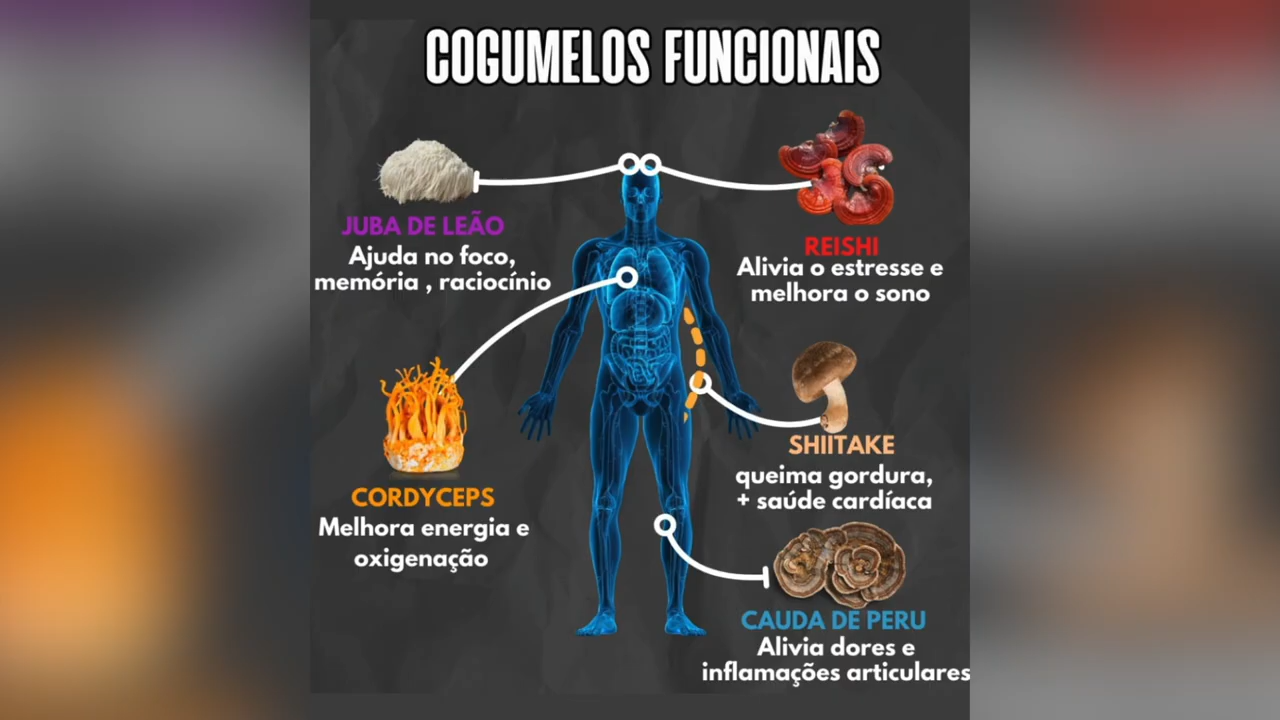 COGUMELOS FUNCIONAIS
JUBA DE LEÃO
Ajuda no foco,
memória , raciocínio
REISHI
Alivia o estresse e
melhora o sono
CORDYCEPS
Melhora energia e
oxigenação
SHIITAKE
queima gordura,
+ saúde cardíaca
CAUDA DE PERU
Alivia dores e
inflamações articulares